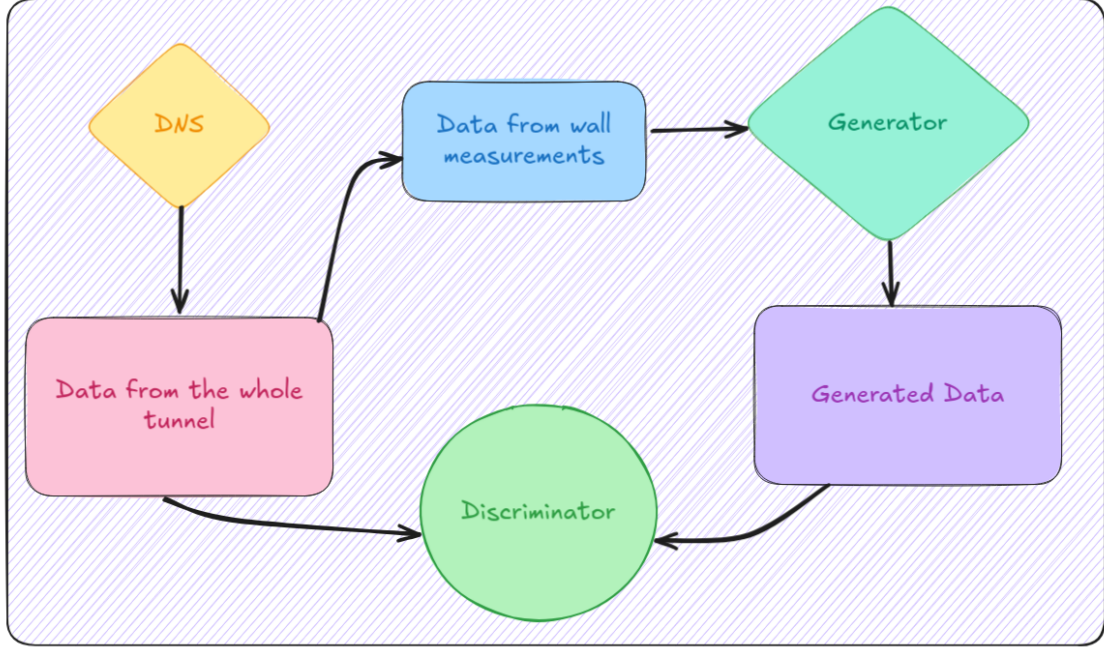 DNS
Data from wall
measurements
Generator
Data from the whole
tunnel
Generated Data
Discriminator